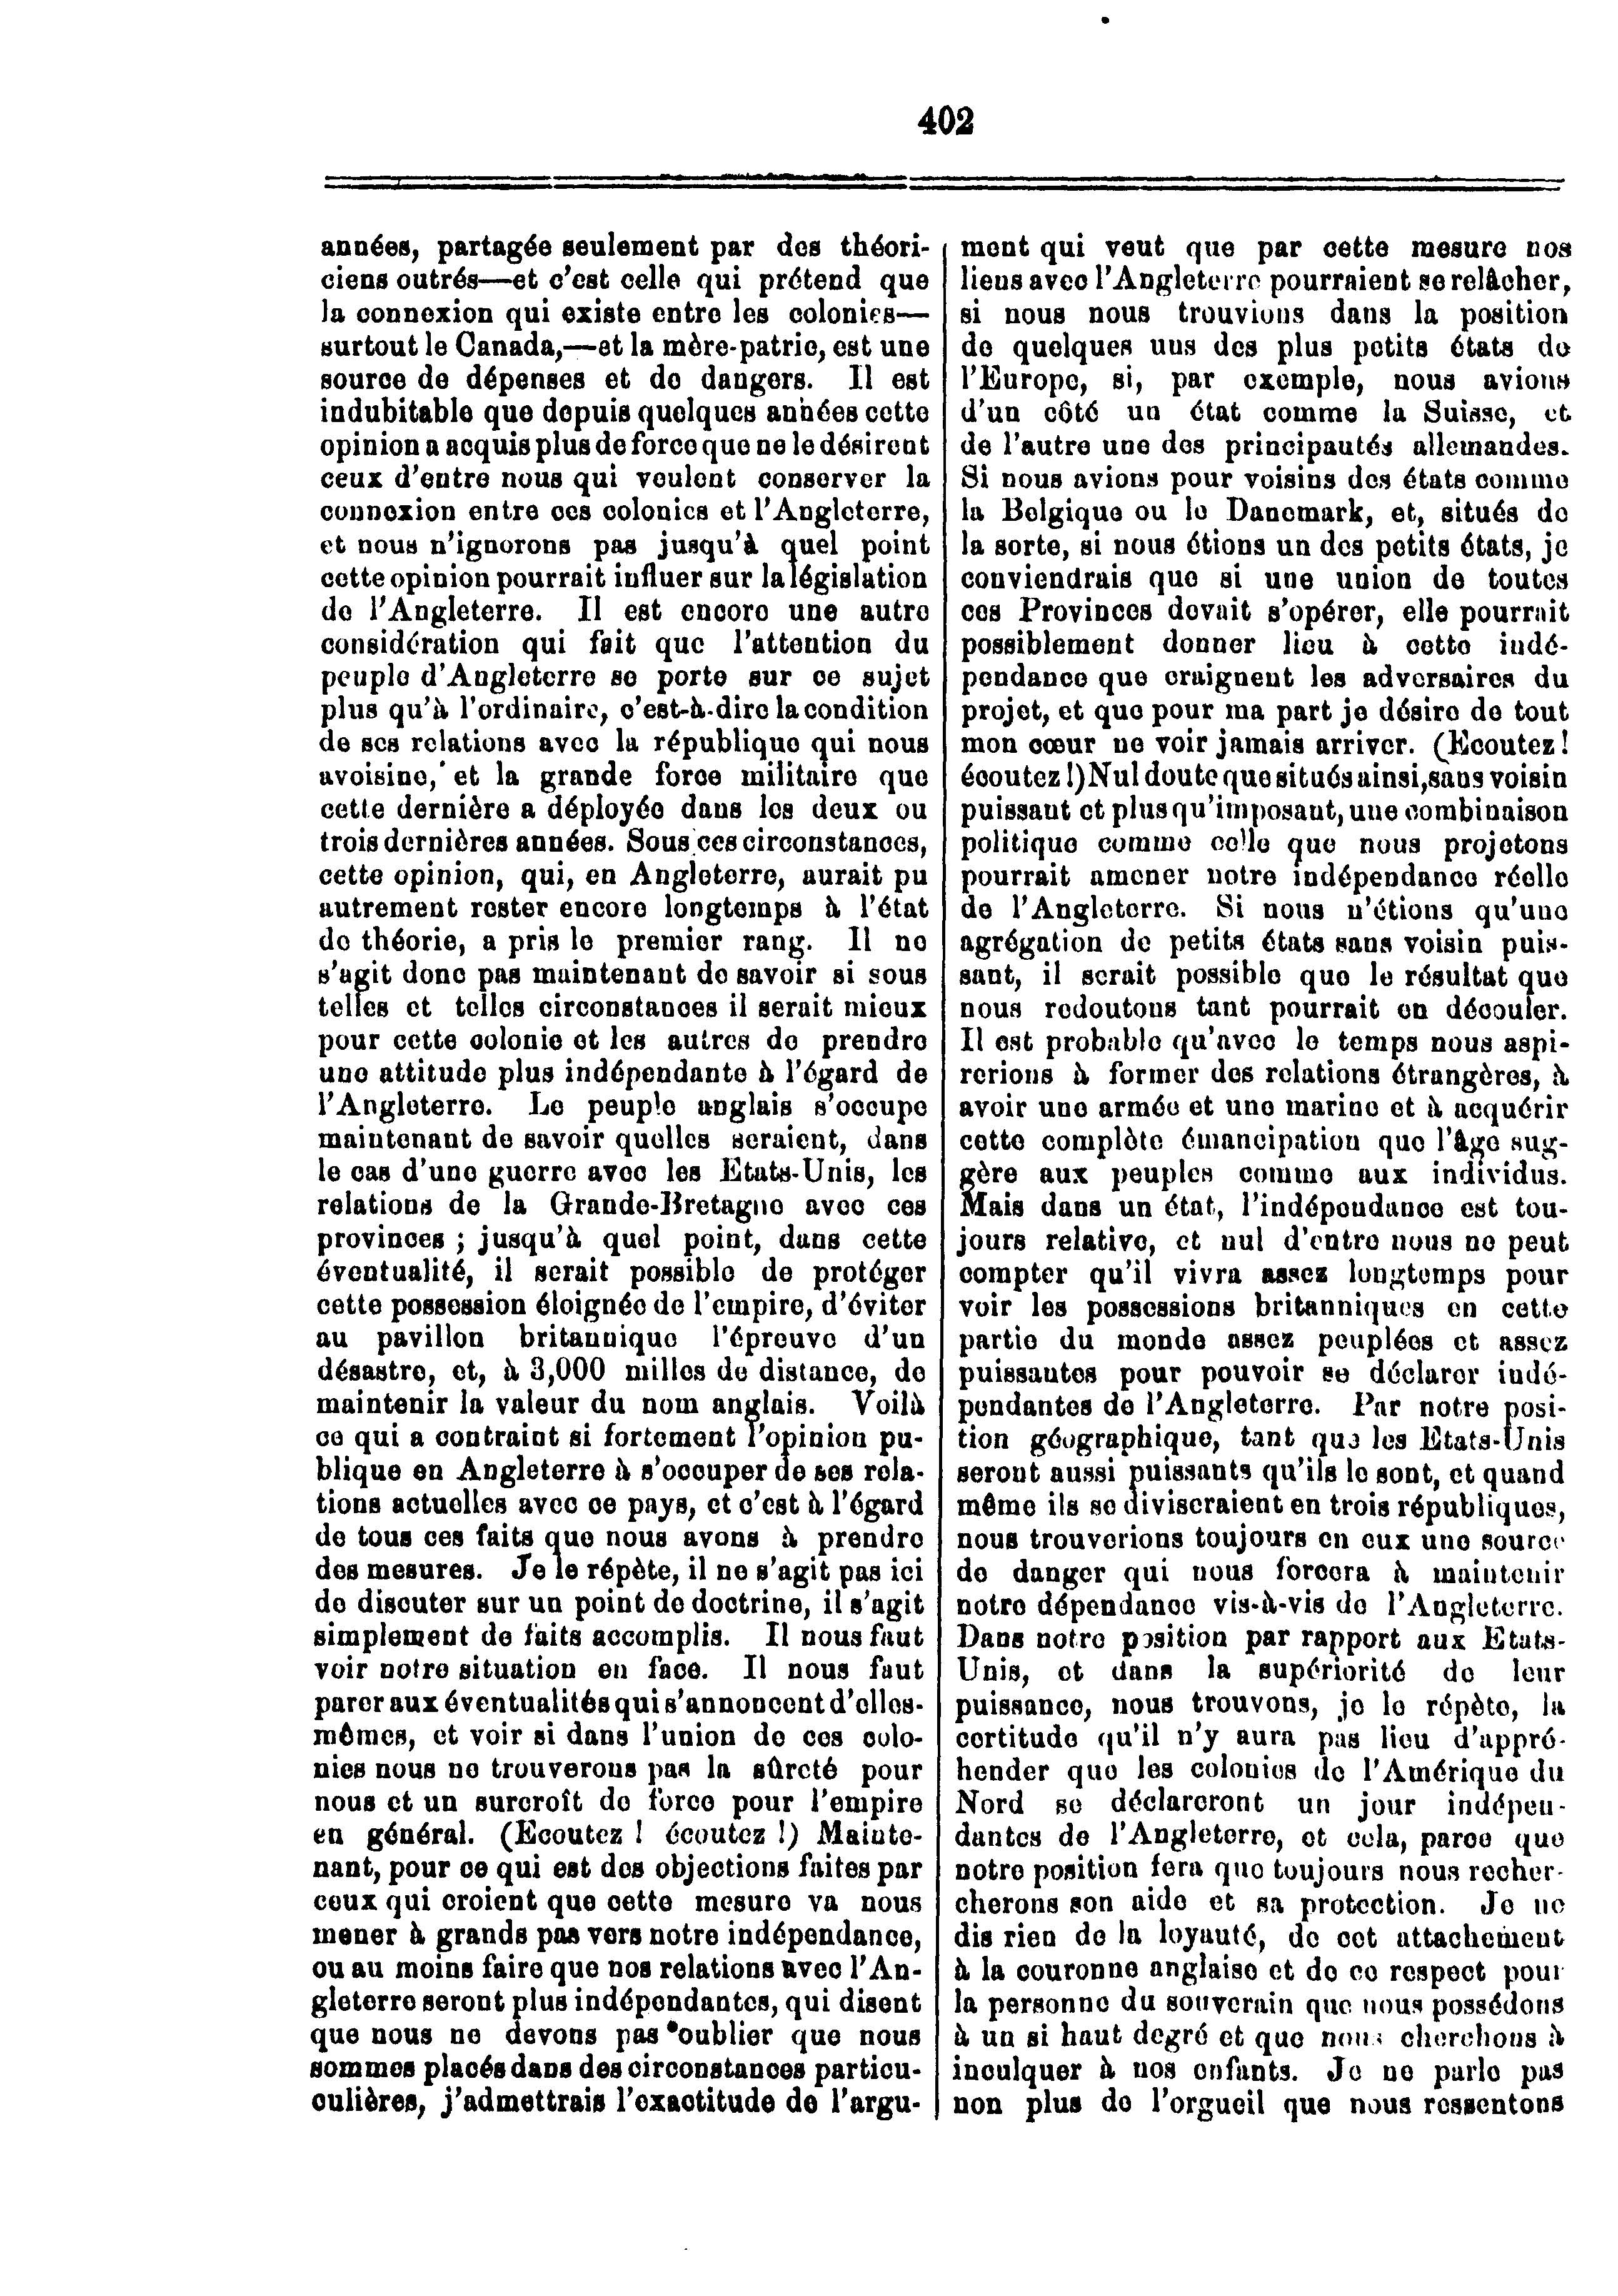 402
années, partagée seulement par des théori-
ciens outrés—et c'est celle qui prétend que
la connexion qui existe entre les colonies—
surtout le Canada,—et la mère-patrie, est une
source de dépenses et de dangers. Il est
indubitable que depuis quelques années cette
opinion a acquis plus de force que ne le désirent
ceux d'entre nous qui veulent conserver la
connexion entre ces colonies et l'Angleterre,
et nous n'ignorons pas jusqu'à quel point
cette opinion pourrait influer sur la législation
de l'Angleterre. Il est encore une autre
considération qui fait que l'attention du
peuple d'Angleterre se porte sur ce sujet
plus qu'à l'ordinaire, c'est-à-dire la condition
de ses relations avec la république qui nous
avoisine, et la grande force militaire que
cette dernière a déployée dans les deux ou
trois dernières années. Sous ces circonstances,
cette opinion, qui, en Angleterre, aurait pu
autrement rester encore longtemps à l'état
de théorie, a pris le premier rang. Il ne
s'agit donc pas maintenant de savoir si sous
telles et telles circonstances il serait mieux
pour cette colonie et les autres de prendre
une attitude plus indépendante à l'égard de
l'Angleterre. Le peuple anglais s'occupe
maintenant de savoir quelles seraient, dans
le cas d'une guerre avec les Etats-Unis, les
relations de la Grande-Bretagne avec ces
provinces ; jusqu'à quel point, dans cette
éventualité, il serait possible de protéger
cette possession éloignée de l'empire, d'éviter
au pavillon britannique l'épreuve d'un
désastre, et, à 3,000 milles de distance, de
maintenir la valeur du nom anglais. Voilà
ce qui a contraint si fortement l'opinion pu-
blique en Angleterre à s'occuper de ses rela-
tions actuelles avec ce pays, et c'est à l'égard
de tous ces faits que nous avons à prendre
des mesures. Je le répète, il ne s'agit pas ici
de discuter sur un point de doctrine, il s'agit
simplement de faits accomplis. Il nous faut
voir notre situation en face. Il nous faut
parer aux éventualités qui s'annoncent d'elles-
mêmes, et voir si dans l'union de ces colo-
nies nous ne trouverons pas la sûreté pour
nous et un surcroît de force pour l'empire
en général. (Ecoutez ! écoutez !) Mainte-
nant, pour ce qui est des objections faites par
ceux qui croient que cette mesure va nous
mener à grands pas vers notre indépendance,
ou au moins faire que nos relations avec l'An-
gleterre seront plus indépendantes, qui disent
que nous ne devons pas oublier que nous
sommes placés dans des circonstances particu-
culières, j'admettrais l'exactitude de l'argu-
ment qui veut que par cette mesure nos
liens avec l'Angleterre pourraient se relâcher,
si nous nous trouvions dans la position
de quelques uns des plus petits états de
l'Europe, si, par exemple, nous avions
d'un côté un état comme la Suisse, et
de l'autre une des principautés allemandes.
Si nous avions pour voisins des états comme
la Belgique ou le Danemark, et, situés de
la sorte, si nous étions un des petits états, je
conviendrais que si une union de toutes
ces Provinces devait s'opérer, elle pourrait
possiblement donner lieu à cette indé-
pendance que craignent les adversaires du
projet, et que pour ma part je désire de tout
mon cœur ne voir jamais arriver. (Ecoutez !
écoutez !) Nul doute que situés ainsi, sans voisin
puissant et plus qu'imposant, une combinaison
politique comme celle que nous projetons
pourrait amener notre indépendance réelle
de l'Angleterre. Si nous n'étions qu'une
agrégation de petits états sans voisin puis-
sant, il serait possible que le résultat que
nous redoutons tant pourrait en découler.
Il est probable qu'avec le temps nous aspi-
rerions à former des relations étrangères, à
avoir une armée et une marine et à acquérir
cette complète émancipation que l'âge sug-
gère aux peuples comme aux individus.
Mais dans un état, l'indépendance est tou-
jours relative, et nul d'entre nous ne peut
compter qu'il vivra assez longtemps pour
voir les possessions britanniques en cette
partie du monde assez peuplées et assez
puissantes pour pouvoir se déclarer indé-
pendantes de l'Angleterre. Par notre posi-
tion géographique, tant que les Etats-Unis
seront aussi puissants qu'ils le sont, et quand
même ils se diviseraient en trois républiques,
nous trouverions toujours en eux une source
de danger qui nous forcera à maintenir
notre dépendance vis-à-vis de l'Angleterre.
Dans notre position par rapport aux Etats-
Unis, et dans la supériorité de leur
puissance, nous trouvons, je le répète, la
certitude qu'il n'y aura pas lieu d'appré-
hender que les colonies de l'Amérique du
Nord se déclareront un jour indépen-
dantes de l'Angleterre, et cela, parce que
notre position fera que toujours nous recher-
cherons son aide et sa protection. Je ne
dis rien de la loyauté, de cet attachement
à la couronne anglaise et de ce respect pour
la personne du souverain que nous possédons
à un si haut degré et que nous cherchons à
inculquer à nos enfants. Je ne parle pas
non plus de l'orgueil que nous ressentons